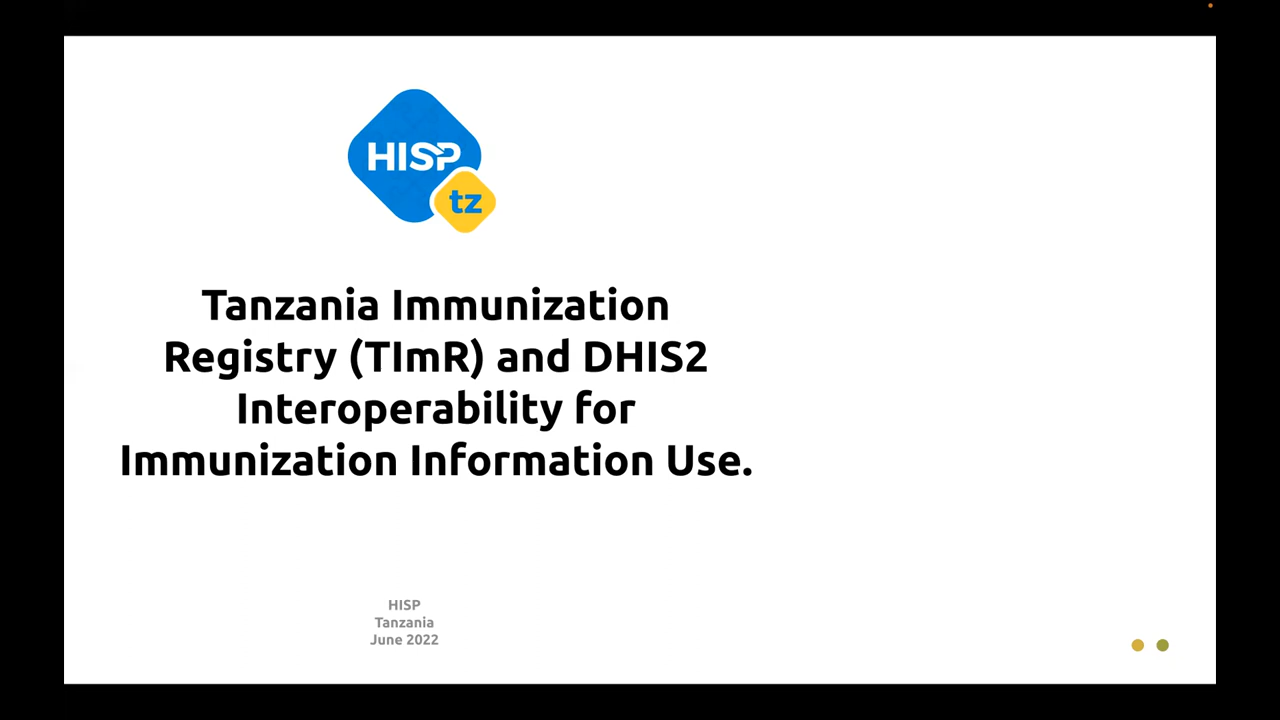 HISP
tz
Tanzania Immunization
Registry (TImR) and DHIS2
Interoperability for
Immunization Information Use.
HISP
Tanzania
June 2022